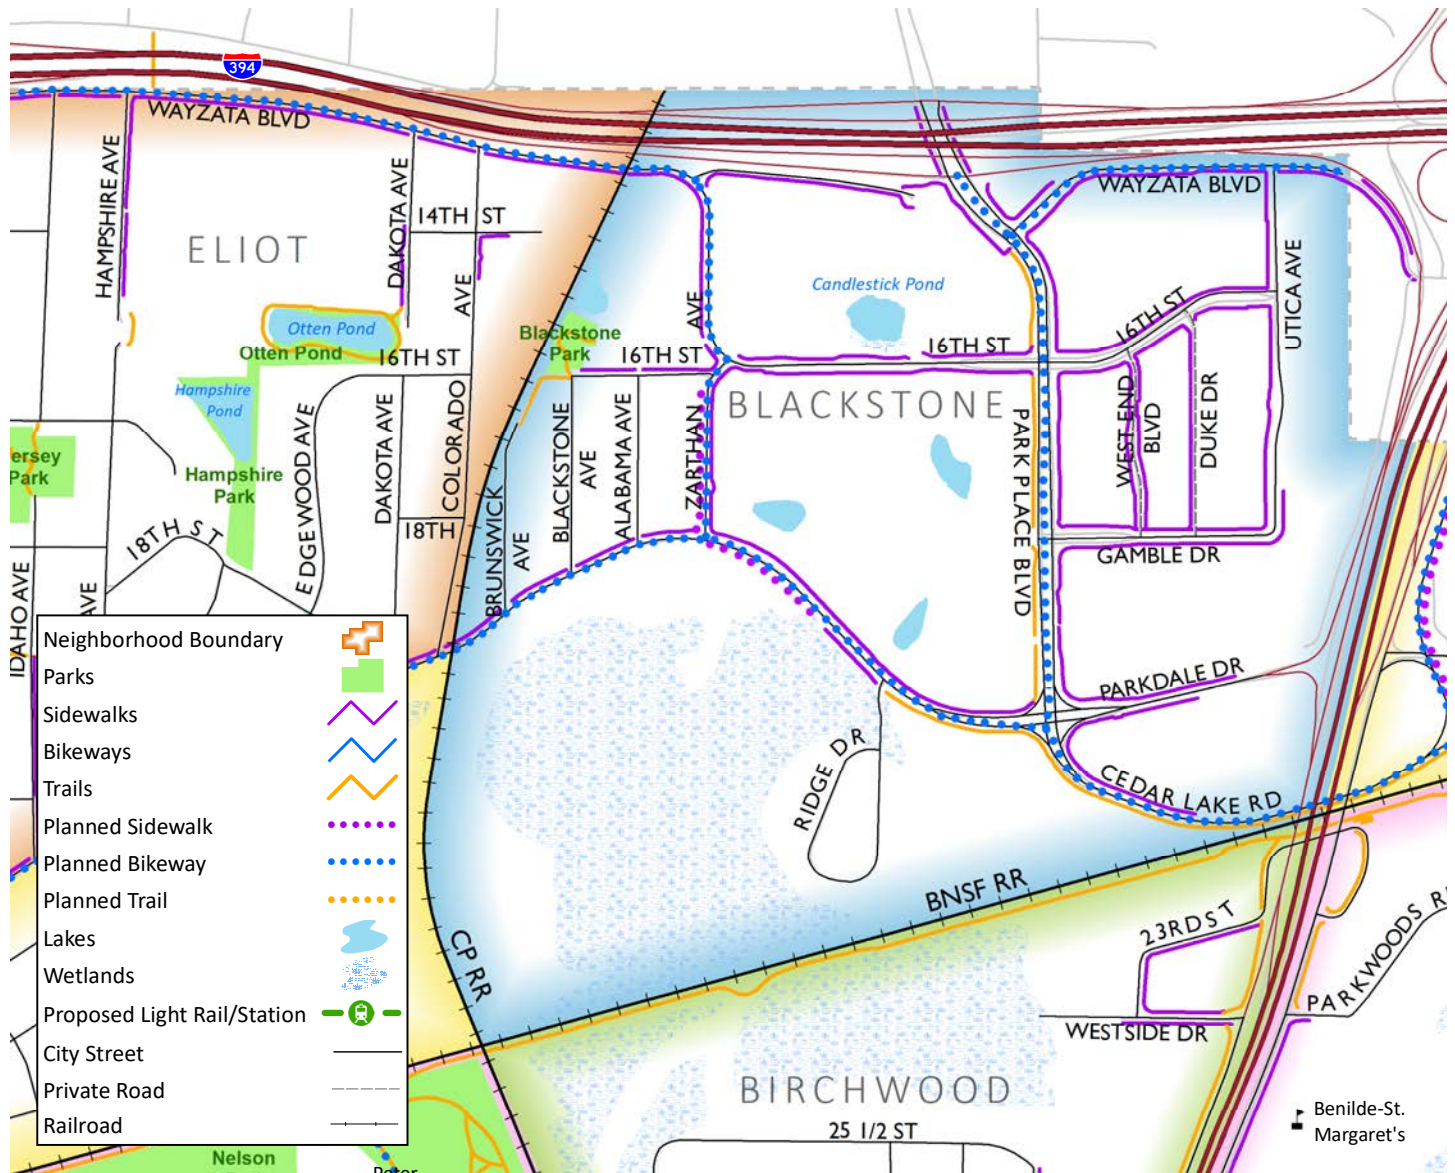 394
WAYZATA BLVD
HAMPSHIRE AVE
DAKOTA AVE
14TH ST
WAYZATA BLVD
ELIOT
AVE
Otten Pond
Otten Pond
16TH ST
Blackstone
Park
16TH ST
AVE
Candlestick Pond
16TH ST
16TH ST
UTICA AVE
Hampshire
Pond
Hampshire
Park
ersey
Park
EDGEWOOD AVE
DAKOTA AVE
COLORADO
18TH
18TH ST
BRUNSWICK
AVE
BLACKSTONE
AVE
ALABAMA AVE
ZARTHAN
BLACKSTONE
PARK PLACE BLVD
WEST END
BLVD
DUKE DR
GAMBLE DR
IDAHO AVE
AVE
PARKDALE DR
RIDGE DR
CEDAR LAKE RD
BNSF RR
CP RR
23RD ST
PARKWOODS R
WESTSIDE DR
BIRCHWOOD
25 1/2 ST
Benilde-St.
Margaret's
Neighborhood Boundary
Parks
Sidewalks
Bikeways
Trails
Planned Sidewalk
Planned Bikeway
Planned Trail
Lakes
Wetlands
Proposed Light Rail/Station
City Street
Private Road
Railroad
Nelson